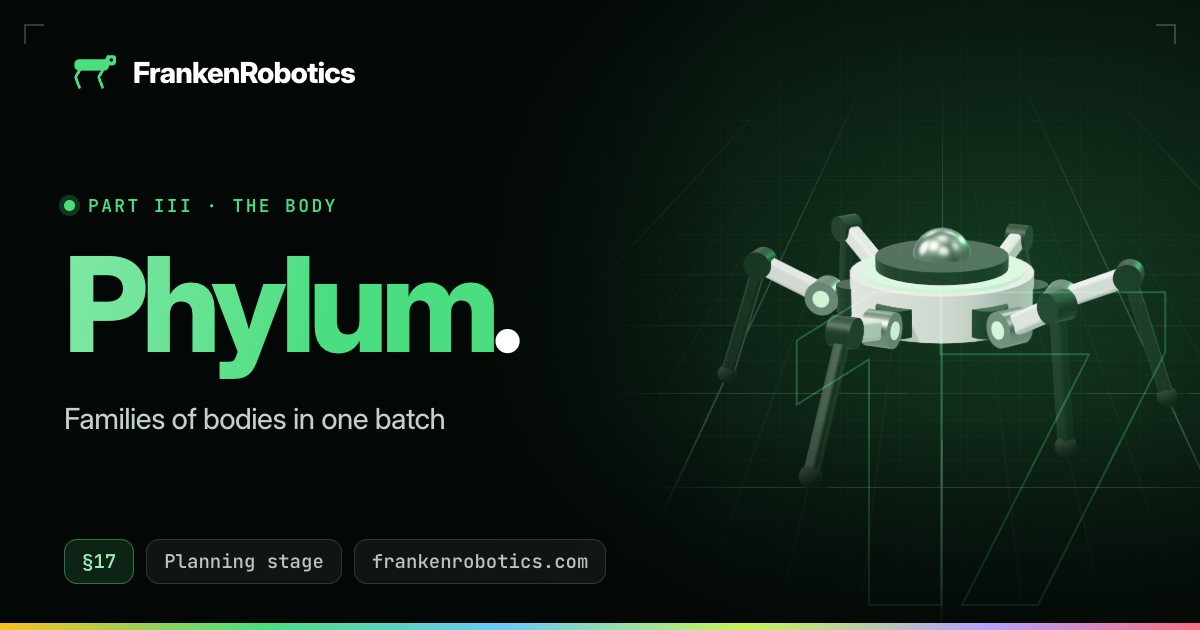 FrankenRobotics
PART III · THE BODY
Phylum.
Families of bodies in one batch
§17
Planning stage
frankenrobotics.com